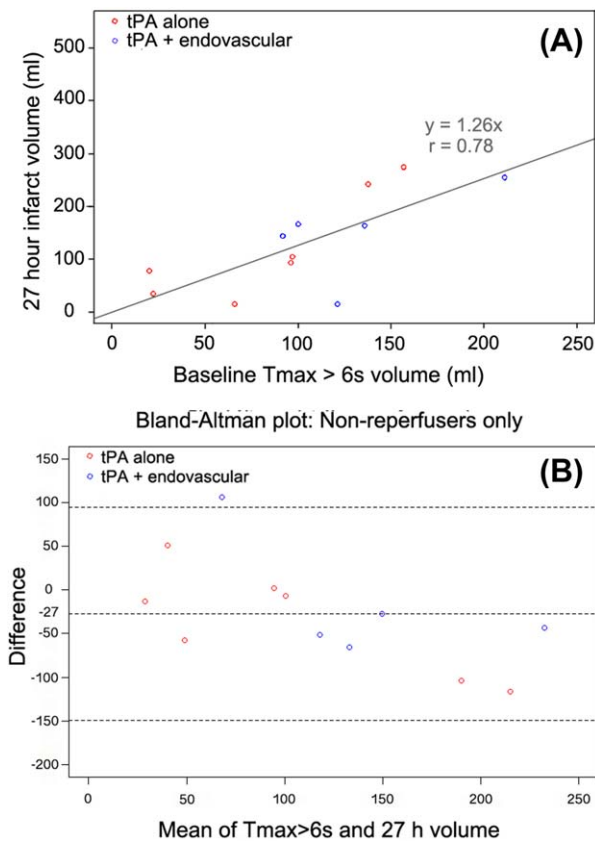 tPA alone
tPA + endovascular
(A)
500
400
300
200
100
0
27 hour infarct volume (ml)
y = 1.26x
r = 0.78
0 50 100 150 200 250
Baseline Tmax > 6s volume (ml)
Bland-Altman plot: Non-reperfusers only
tPA alone
tPA + endovascular
(B)
150
100
50
0
-27
-50
-100
-150
-200
Difference
0 50 100 150 200 250
Mean of Tmax>6s and 27 h volume